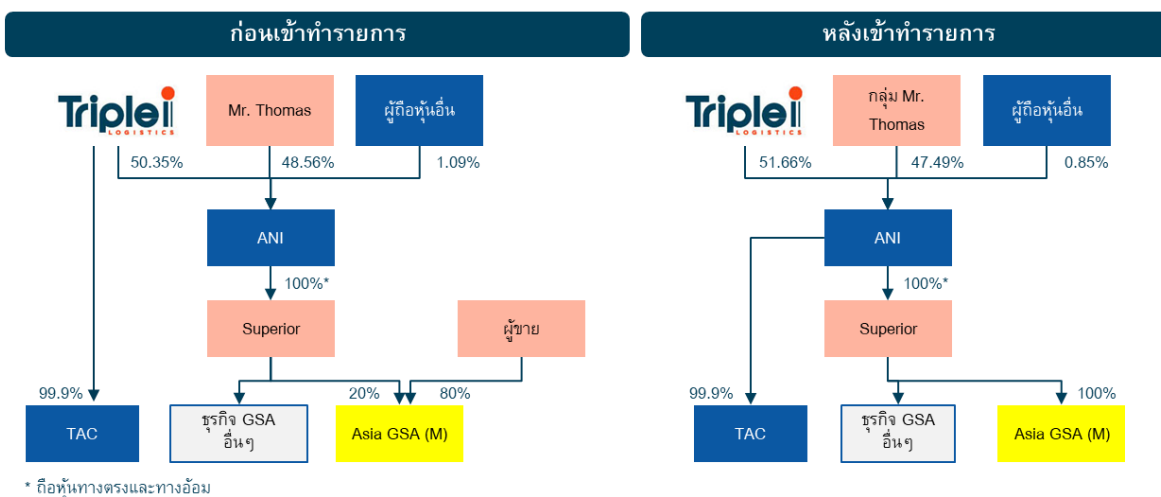 ก่อนเข้าทำรายการ
Triplei
LOGISTICS
Mr. Thomas
ผู้ถือหุ้นอื่น
50.35%
48.56%
1.09%
ANI
100%*
Superior
ผู้ขาย
99.9%
20%
80%
TAC
ธุรกิจ GSA
อื่นๆ
Asia GSA (M)
* ถือหุ้นทางตรงและทางอ้อม
หลังเข้าทำรายการ
Triplei
LOGISTICS
กลุ่ม Mr.
Thomas
ผู้ถือหุ้นอื่น
51.66%
47.49%
0.85%
ANI
100%*
Superior
99.9%
100%
TAC
ธุรกิจ GSA
อื่นๆ
Asia GSA (M)